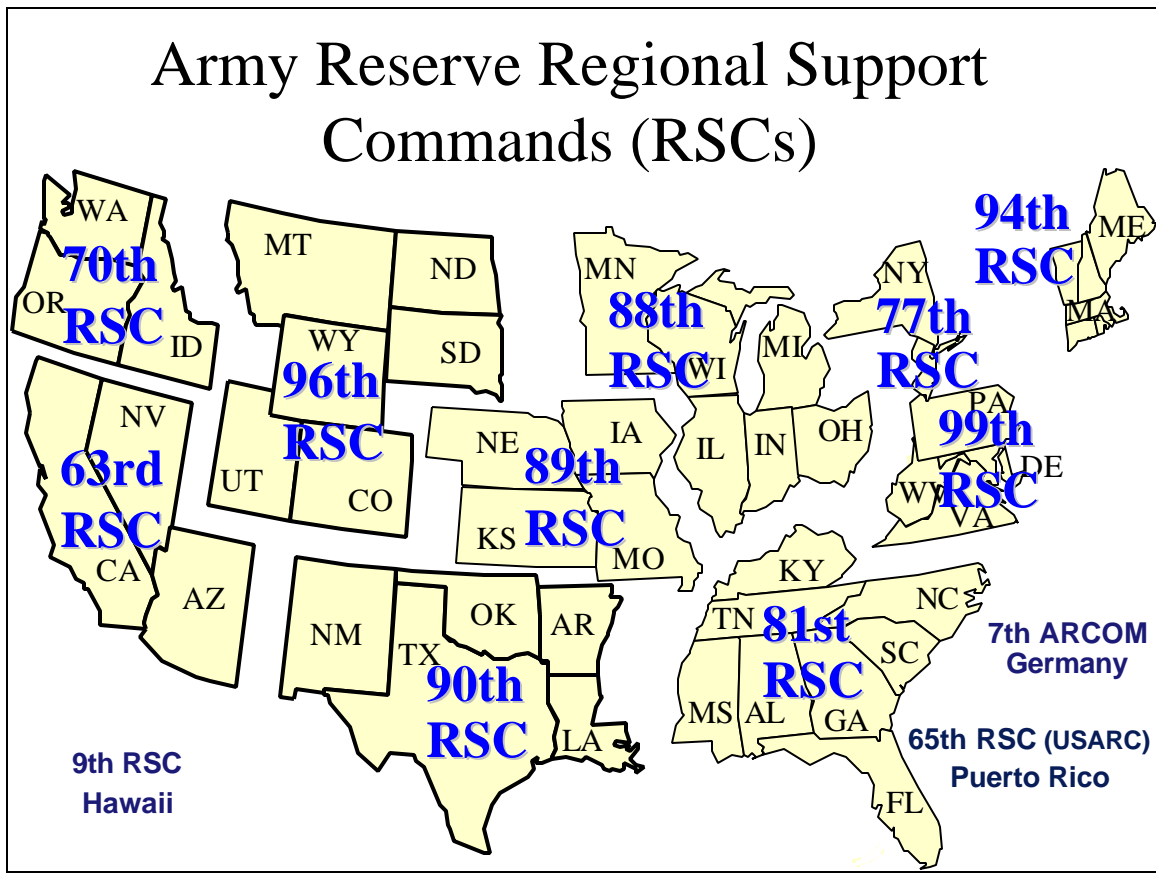 Army Reserve Regional Support
Commands (RSCs)
WA
70th
RSC
OR
ID
MT
ND
SD
WY
96th
RSC
UT
CO
NV
63rd
RSC
CA
AZ
MN
88th
RSC
WI
MI
IL
IN
OH
NE
IA
89th
RSC
KS
MO
NY
77th
RSC
94th
RSC
ME
MA
PA
99th
RSC
DE
WV
VA
NM
OK
AR
TX
90th
RSC
LA
KY
TN
NC
81st
RSC
SC
MS
AL
GA
FL
7th ARCOM
Germany
65th RSC (USARC)
Puerto Rico
9th RSC
Hawaii